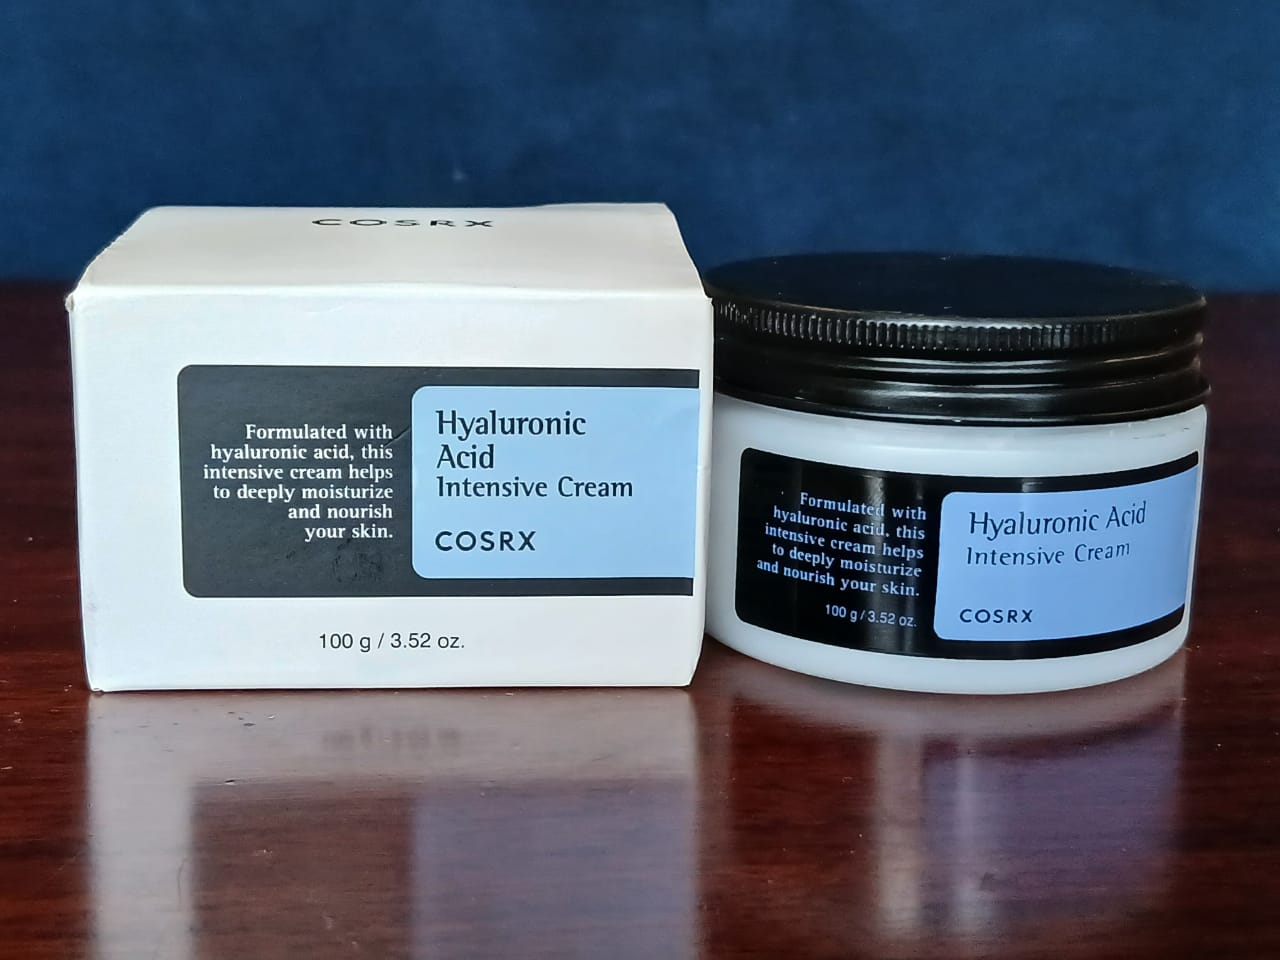 COSRX
Formulated with
hyaluronic acid, this
intensive cream helps
to deeply moisturize
and nourish
your skin.
Hyaluronic
Acid
Intensive Cream
COSRX
100 g / 3.52 oz.
Formulated with
hyaluronic acid, this
intensive cream helps
to deeply moisturize
and nourish your skin.
100 g / 3.52 oz.
Hyaluronic Acid
Intensive Cream
COSRX